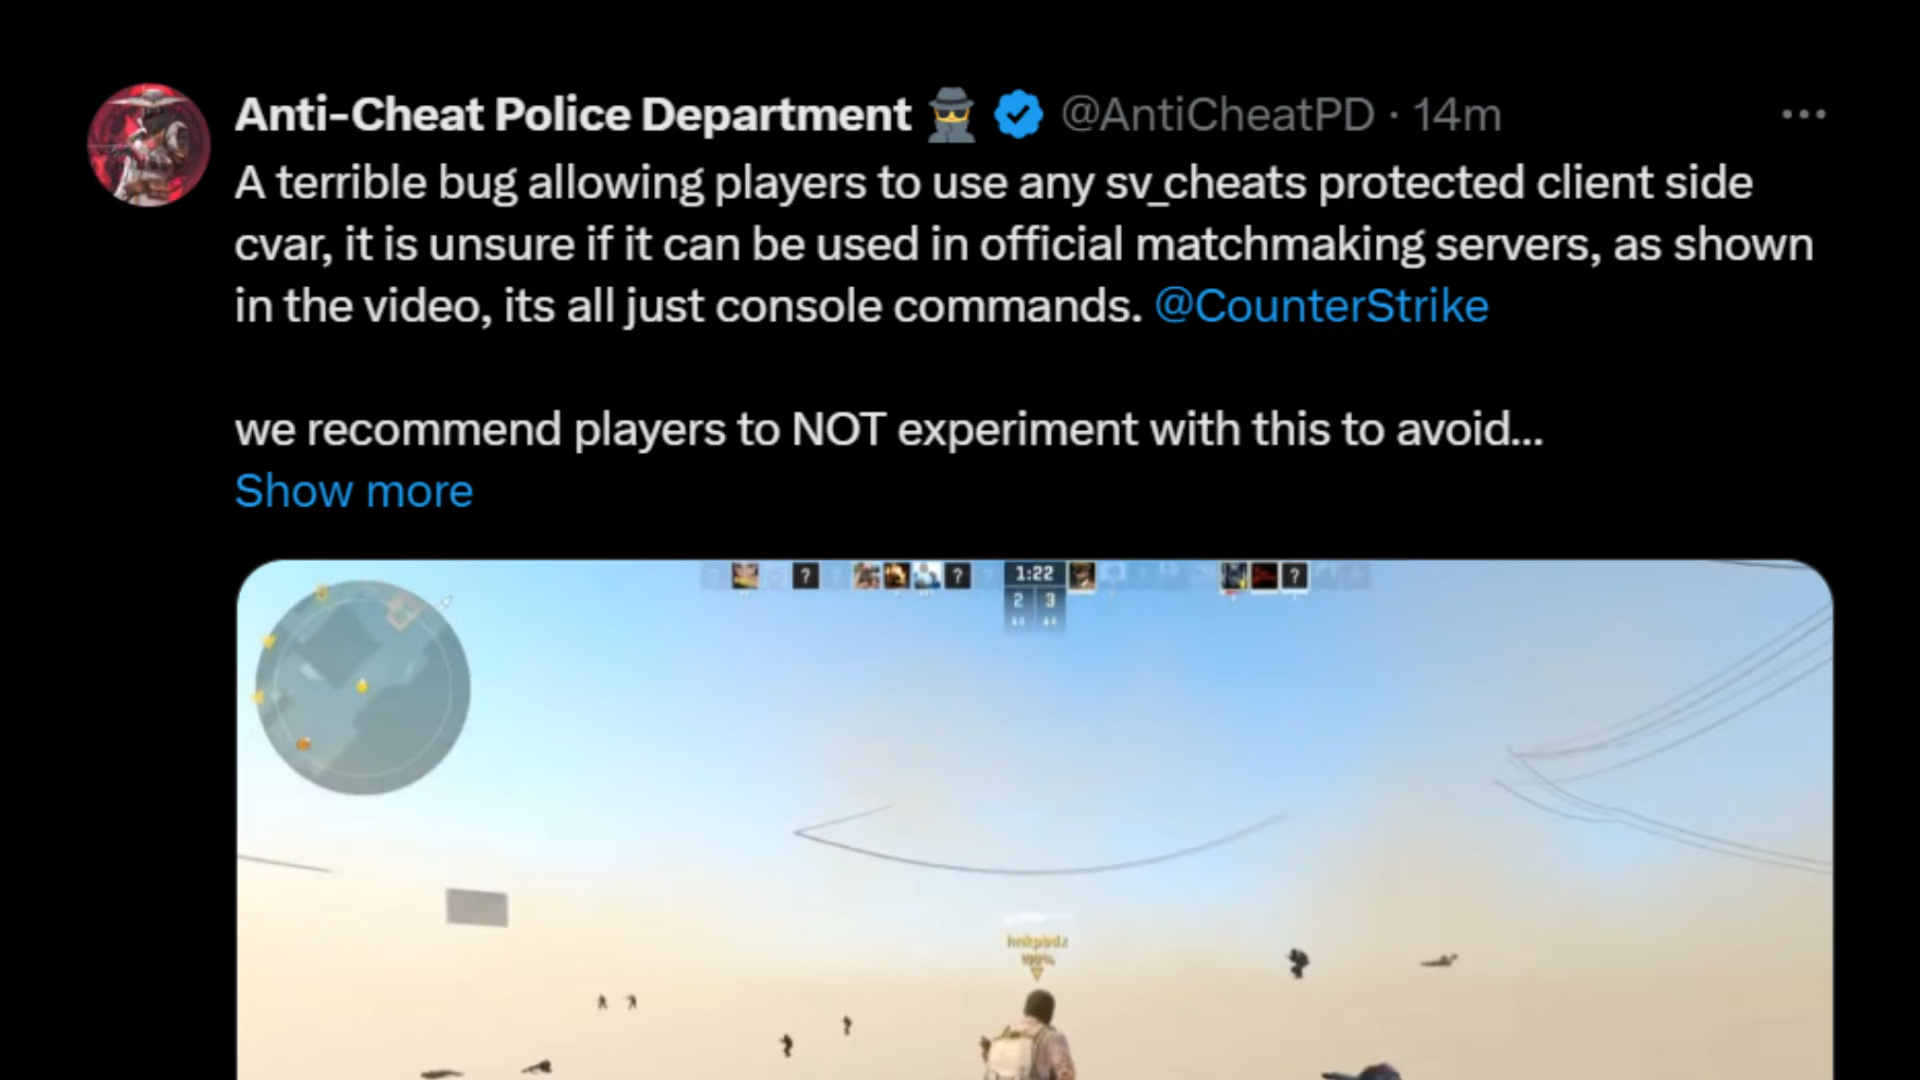 Anti-Cheat Police Department @AntiCheatPD · 14m
A terrible bug allowing players to use any sv_cheats protected client side
cvar, it is unsure if it can be used in official matchmaking servers, as shown
in the video, its all just console commands. @CounterStrike
we recommend players to NOT experiment with this to avoid...
Show more
? ? 1:22 ?
2 3
100%